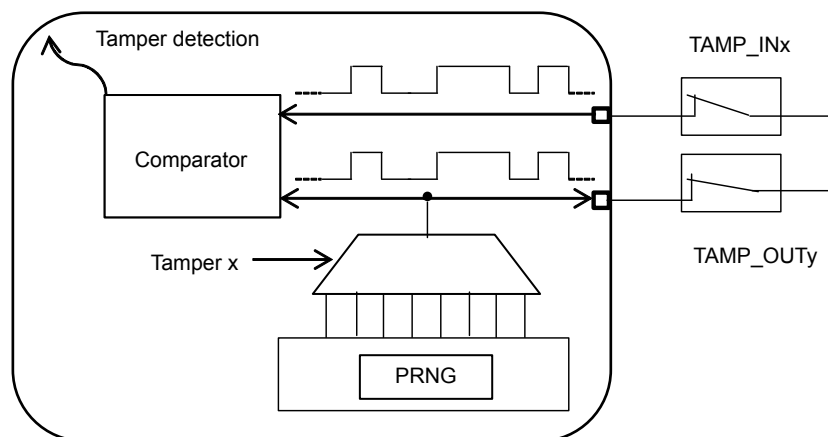 Tamper detection
TAMP_INx
Comparator
Tamper x
TAMP_OUTy
PRNG